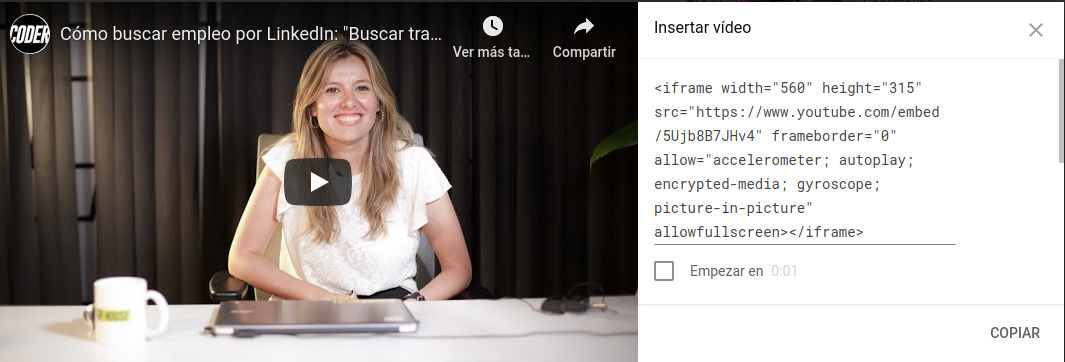 CODER
Cómo buscar empleo por LinkedIn: "Buscar tra…
Ver más ta…
Compartir
Insertar vídeo
<iframe width="560" height="315"
src="https://www.youtube.com/embed
/5Ujb8B7JHv4" frameborder="0"
allow="accelerometer; autoplay;
encrypted-media; gyroscope;
picture-in-picture"
allowfullscreen></iframe>
Empezar en 0:01
COPIAR